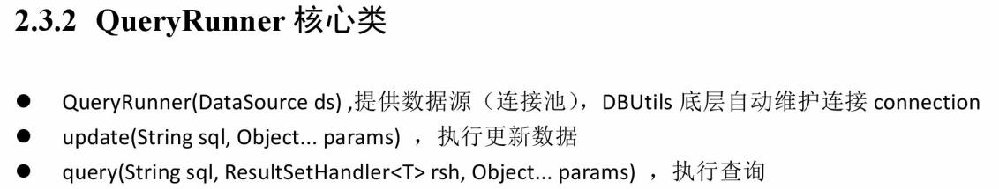 2.3.2 QueryRunner 核心类
● QueryRunner(DataSource ds) ,提供数据源（连接池），DBUtils 底层自动维护连接 connection
● update(String sql, Object... params) ，执行更新数据
● query(String sql, ResultSetHandler<T> rsh, Object... params) ，执行查询